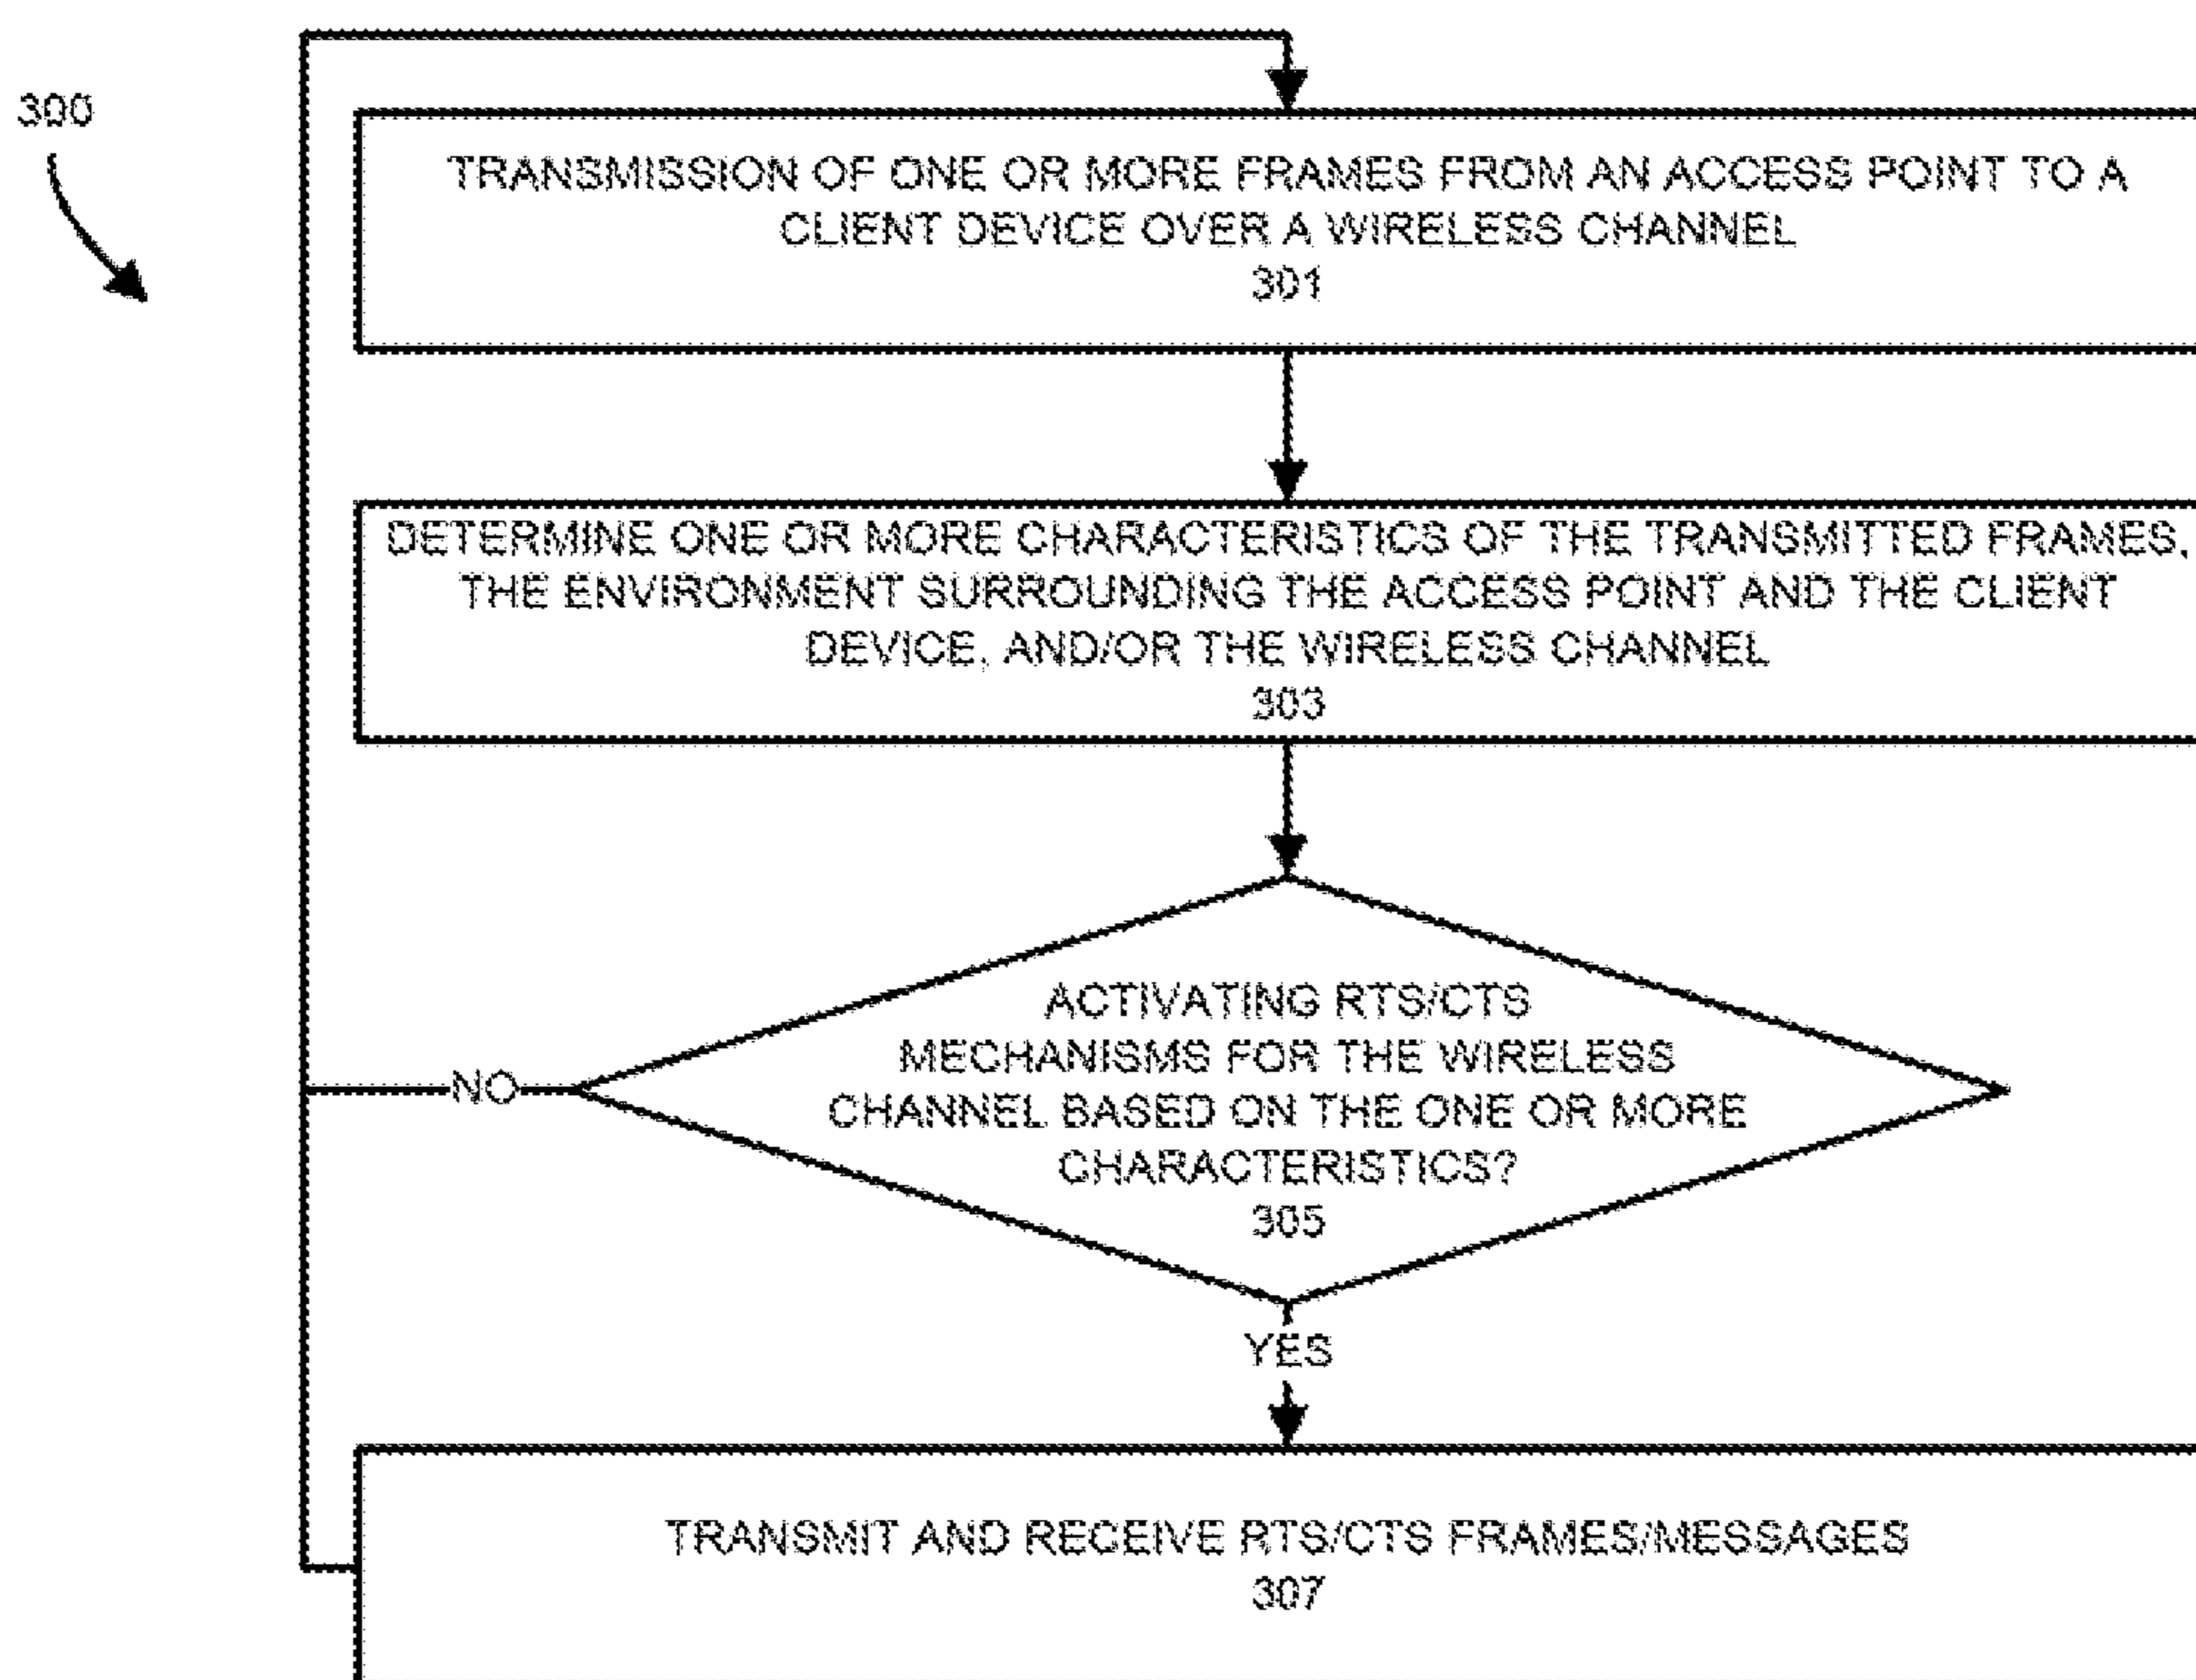 300
TRANSMISSION OF ONE OR MORE FRAMES FROM AN ACCESS POINT TO A
CLIENT DEVICE OVER A WIRELESS CHANNEL
301
DETERMINE ONE OR MORE CHARACTERISTICS OF THE TRANSMITTED FRAMES,
THE ENVIRONMENT SURROUNDING THE ACCESS POINT AND THE CLIENT
DEVICE, AND/OR THE WIRELESS CHANNEL
303
ACTIVATING RTS/CTS
MECHANISMS FOR THE WIRELESS
CHANNEL BASED ON THE ONE OR MORE
CHARACTERISTICS?
305
NO
YES
TRANSMIT AND RECEIVE RTS/CTS FRAMES/MESSAGES
307